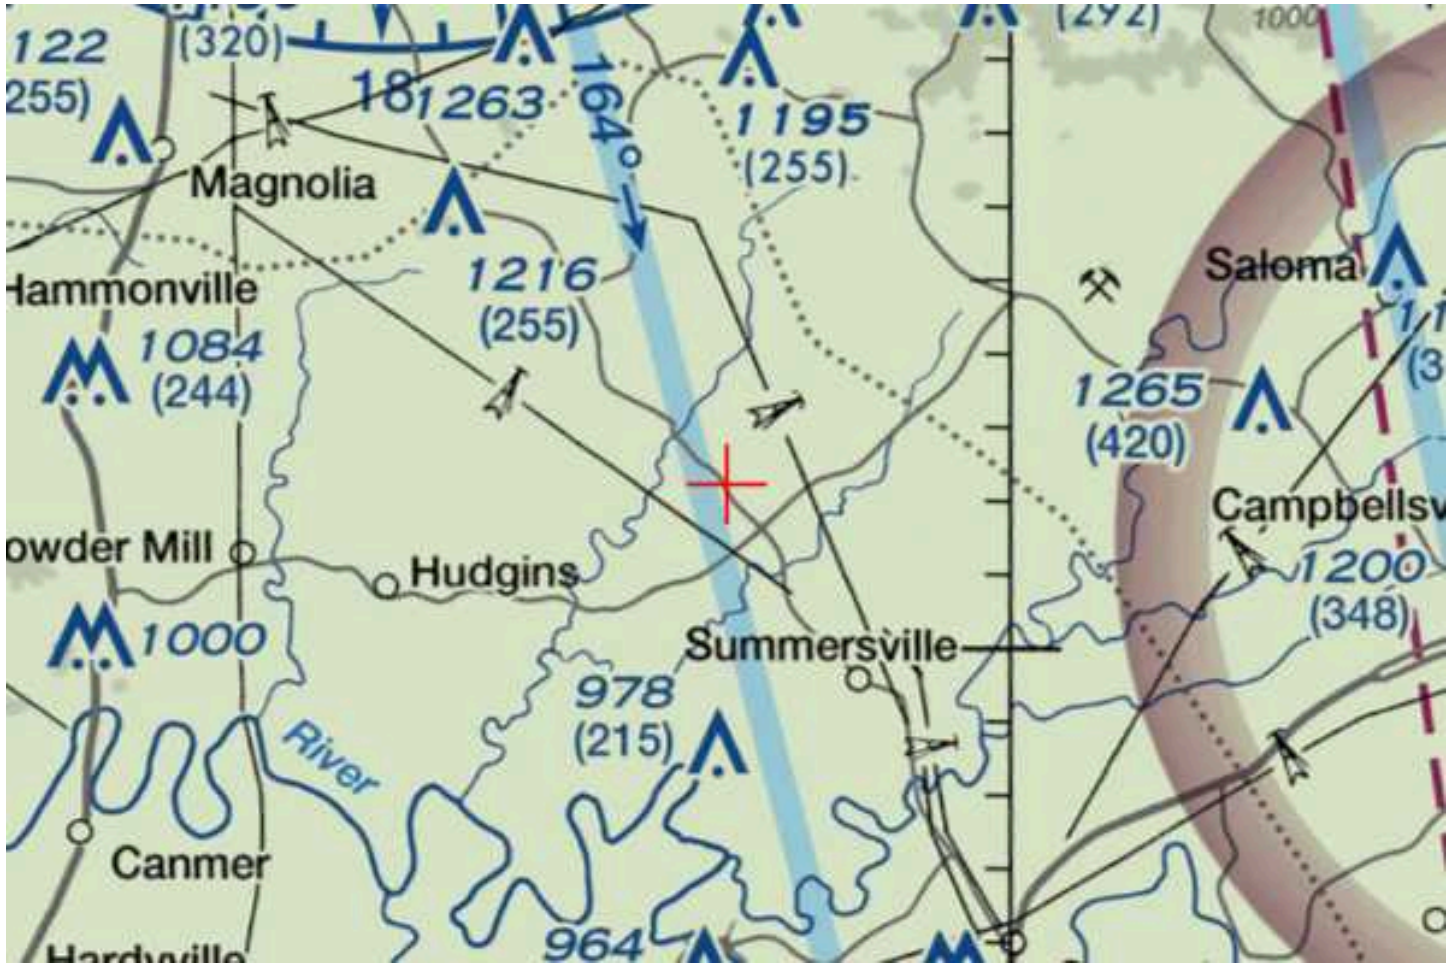 (320)
(292)
1000
122
255)
18
1263
164°
1195
(255)
Magnolia
1216
(255)
Hammonville
1084
(244)
Saloma
1265
(420)
Campbellsv
1200
(348)
owder Mill
Hudgins
1000
Summersville
978
(215)
River
Canmer
964
Hardyville